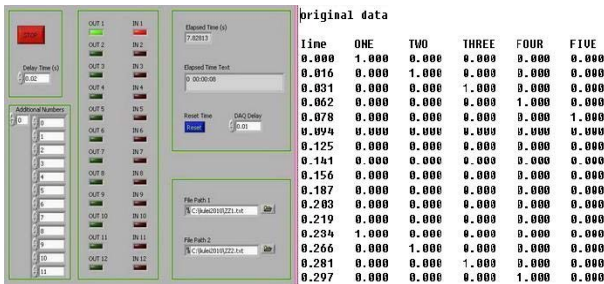 STOP
Delay Time (s)
0.02
Additional Numbers
0
0
1
2
3
4
5
6
7
8
9
10
11
OUT 1 IN 1
OUT 2 IN 2
OUT 3 IN 3
OUT 4 IN 4
OUT 5 IN 5
OUT 6 IN 6
OUT 7 IN 7
OUT 8 IN 8
OUT 9 IN 9
OUT 10 IN 10
OUT 11 IN 11
OUT 12 IN 12
Elapsed Time (s)
7.02813
Elapsed Time Text
0 00:00:08
Reset Time DAQ Delay
Reset 0.01
File Path 1
File Path 2
original data
Time ONE TWO THREE FOUR FIVE
0.000 1.000 0.000 0.000 0.000 0.000
0.016 0.000 1.000 0.000 0.000 0.000
0.031 0.000 0.000 1.000 0.000 0.000
0.062 0.000 0.000 0.000 1.000 0.000
0.078 0.000 0.000 0.000 0.000 1.000
0.094 0.000 0.000 0.000 0.000 0.000
0.125 0.000 0.000 0.000 0.000 0.000
0.141 0.000 0.000 0.000 0.000 0.000
0.156 0.000 0.000 0.000 0.000 0.000
0.187 0.000 0.000 0.000 0.000 0.000
0.203 0.000 0.000 0.000 0.000 0.000
0.219 0.000 0.000 0.000 0.000 0.000
0.234 1.000 0.000 0.000 0.000 0.000
0.266 0.000 1.000 0.000 0.000 0.000
0.281 0.000 0.000 1.000 0.000 0.000
0.297 0.000 0.000 0.000 1.000 0.000